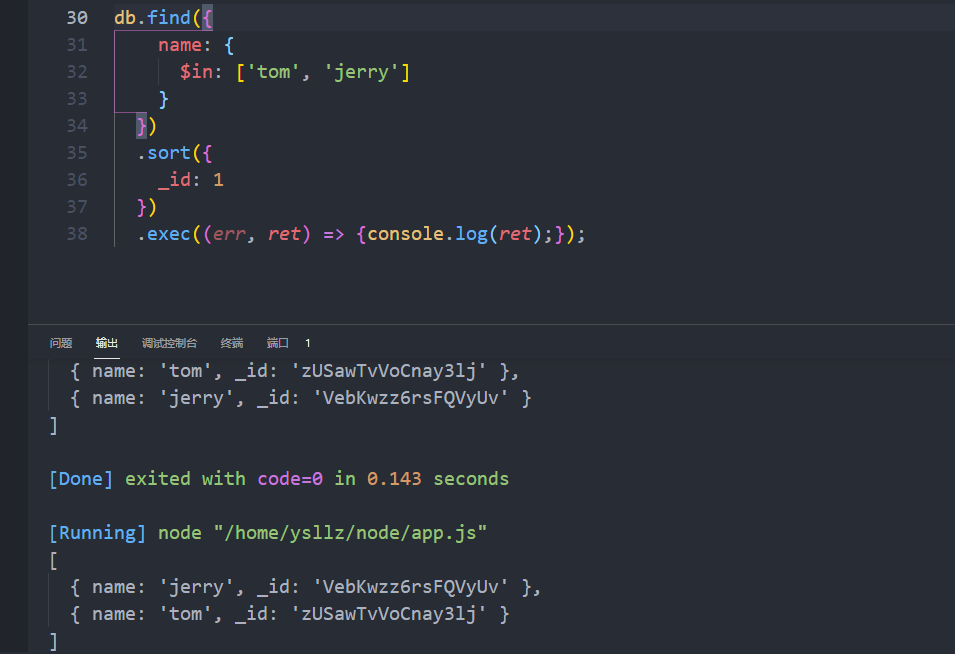 30 db.find({
31 name: {
32 $in: ['tom', 'jerry']
33 }
34 })
35 .sort({
36 _id: 1
37 })
38 .exec((err, ret) => {console.log(ret);});
问题 输出 调试控制台 终端 端口 1
{ name: 'tom', _id: 'zUSawTvVoCnay3lj' },
{ name: 'jerry', _id: 'VebKwzz6rsFQVyUv' }
]
[Done] exited with code=0 in 0.143 seconds
[Running] node "/home/ysllz/node/app.js"
[
{ name: 'jerry', _id: 'VebKwzz6rsFQVyUv' },
{ name: 'tom', _id: 'zUSawTvVoCnay3lj' }
]